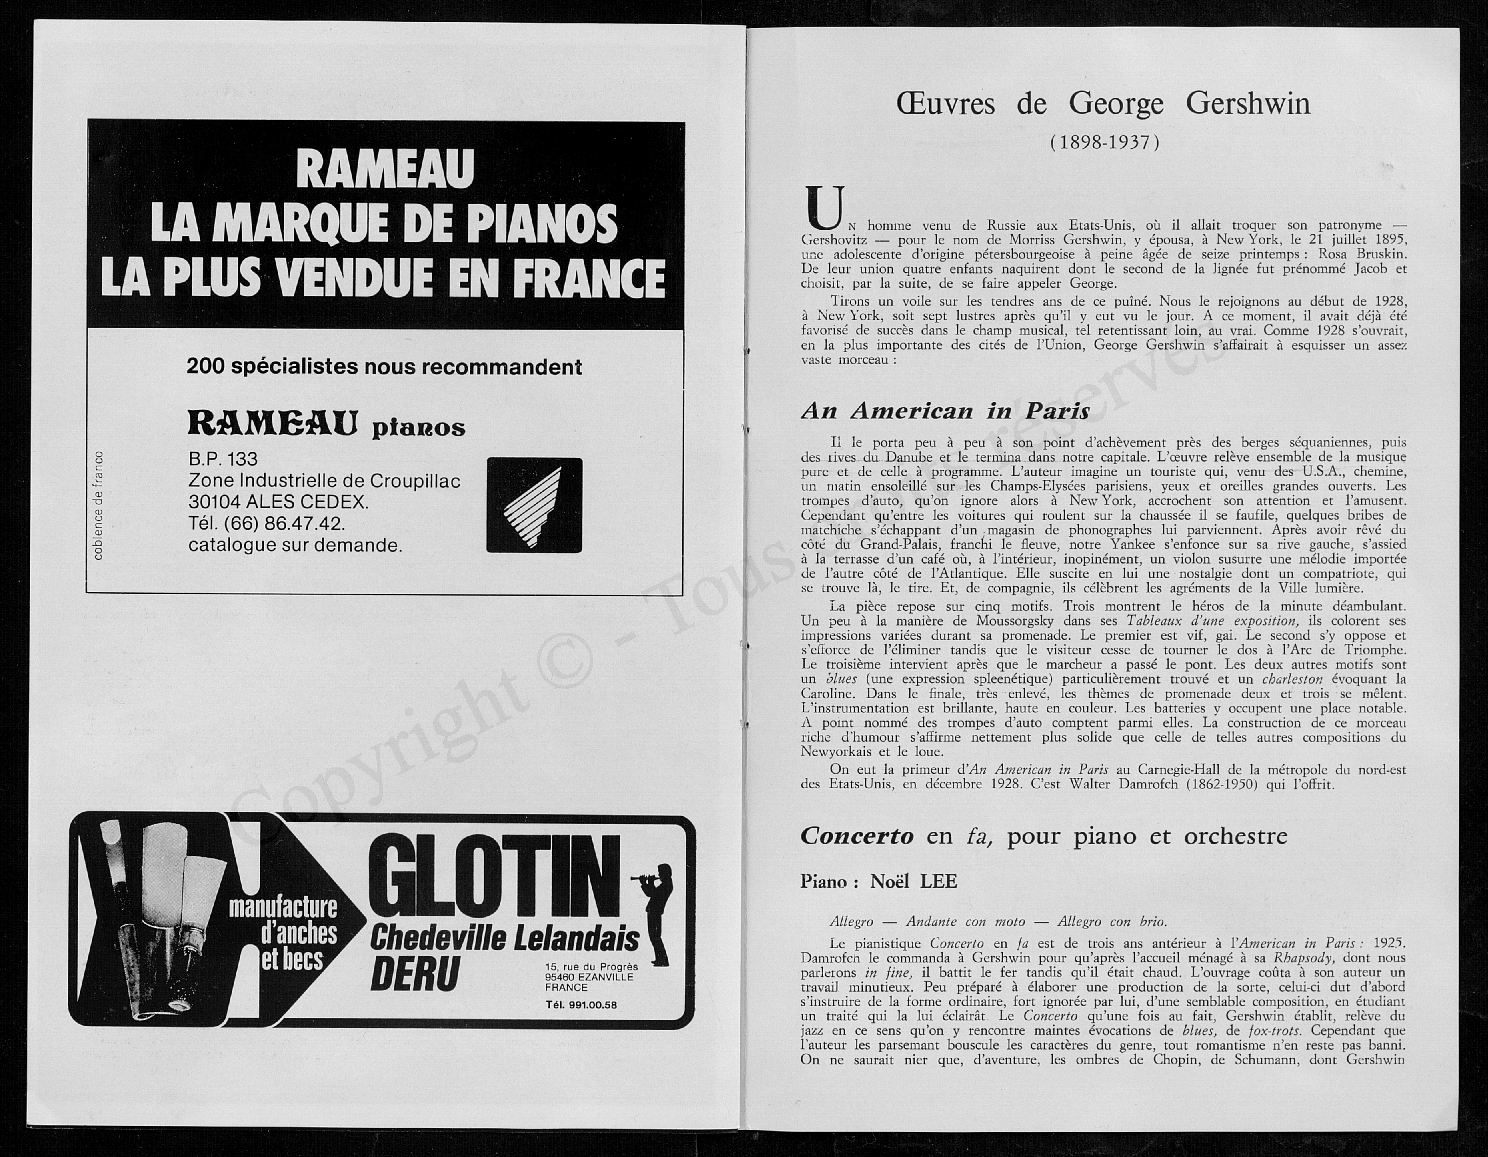 RAMEAU
LA MARQUE DE PIANOS
LA PLUS VENDUE EN FRANCE
200 spécialistes nous recommandent
RAMEAU pianos
B.P. 133
Zone Industrielle de Croupillac
30104 ALES CEDEX.
Tél. (66) 86.47.42.
catalogue sur demande.
coblence de franco
manufacture
d'anches
et becs
GLOTIN
Chedeville Lelandais
DERU
15, rue du Progrès
95460 EZANVILLE
FRANCE
Tél. 991.00.58
Œuvres de George Gershwin
(1898-1937)
UN homme venu de Russie aux Etats-Unis, où il allait troquer son patronyme —
Gershovitz — pour le nom de Morriss Gershwin, y épousa, à New York, le 21 juillet 1895,
une adolescente d'origine pétersbourgeoise à peine âgée de seize printemps : Rosa Bruskin.
De leur union quatre enfants naquirent dont le second de la lignée fut prénommé Jacob et
choisit, par la suite, de se faire appeler George.
Tirons un voile sur les tendres ans de ce puîné. Nous le rejoignons au début de 1928,
à New York, soit sept lustres après qu'il y eut vu le jour. A ce moment, il avait déjà été
favorisé de succès dans le champ musical, tel retentissant loin, au vrai. Comme 1928 s'ouvrait,
en la plus importante des cités de l'Union, George Gershwin s'affairait à esquisser un assez
vaste morceau :
An American in Paris
Il le porta peu à peu à son point d'achèvement près des berges séquaniennes, puis
des rives du Danube et le termina dans notre capitale. L'œuvre relève ensemble de la musique
pure et de celle à programme. L'auteur imagine un touriste qui, venu des U.S.A., chemine,
un matin ensoleillé sur les Champs-Elysées parisiens, yeux et oreilles grandes ouverts. Les
trompes d'auto, qu'on ignore alors à New York, accrochent son attention et l'amusent.
Cependant qu'entre les voitures qui roulent sur la chaussée il se faufile, quelques bribes de
matchiche s'échappant d'un magasin de phonographes lui parviennent. Après avoir rêvé du
côté du Grand-Palais, franchi le fleuve, notre Yankee s'enfonce sur sa rive gauche, s'assied
à la terrasse d'un café où, à l'intérieur, inopinément, un violon susurre une mélodie importée
de l'autre côté de l'Atlantique. Elle suscite en lui une nostalgie dont un compatriote, qui
se trouve là, le tire. Et, de compagnie, ils célèbrent les agréments de la Ville lumière.
La pièce repose sur cinq motifs. Trois montrent le héros de la minute déambulant.
Un peu à la manière de Moussorgsky dans ses Tableaux d'une exposition, ils colorent ses
impressions variées durant sa promenade. Le premier est vif, gai. Le second s'y oppose et
s'efforce de l'éliminer tandis que le visiteur cesse de tourner le dos à l'Arc de Triomphe.
Le troisième intervient après que le marcheur a passé le pont. Les deux autres motifs sont
un blues (une expression spleenétique) particulièrement trouvé et un charleston évoquant la
Caroline. Dans le finale, très enlevé, les thèmes de promenade deux et trois se mêlent.
L'instrumentation est brillante, haute en couleur. Les batteries y occupent une place notable.
A point nommé des trompes d'auto comptent parmi elles. La construction de ce morceau
riche d'humour s'affirme nettement plus solide que celle de telles autres compositions du
Newyorkais et le loue.
On eut la primeur d'An American in Paris au Carnegie-Hall de la métropole du nord-est
des Etats-Unis, en décembre 1928. C'est Walter Damrofch (1862-1950) qui l'offrit.
Concerto en fa, pour piano et orchestre
Piano : Noël LEE
Allegro — Andante con moto — Allegro con brio.
Le pianistique Concerto en fa est de trois ans antérieur à l'American in Paris : 1925.
Damrofch le commanda à Gershwin pour qu'après l'accueil ménagé à sa Rhapsody, dont nous
parlerons in fine, il battit le fer tandis qu'il était chaud. L'ouvrage coûta à son auteur un
travail minutieux. Peu préparé à élaborer une production de la sorte, celui-ci dut d'abord
s'instruire de la forme ordinaire, fort ignorée par lui, d'une semblable composition, en étudiant
un traité qui la lui éclairât. Le Concerto qu'une fois au fait, Gershwin établit, relève du
jazz en ce sens qu'on y rencontre maintes évocations de blues, de fox-trots. Cependant que
l'auteur les parsemant bouscule les caractères du genre, tout romantisme n'en reste pas banni.
On ne saurait nier que, d'aventure, les ombres de Chopin, de Schumann, dont Gershwin
Copyright © - Tous droits réservés